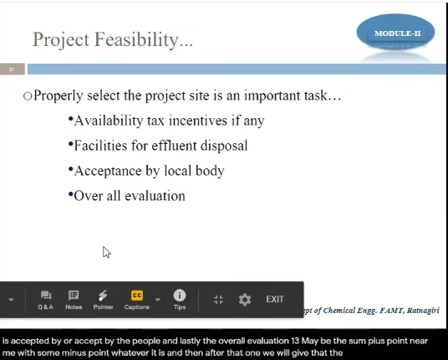 Project Feasibility...
MODULE-II
Properly select the project site is an important task…
•Availability tax incentives if any
•Facilities for effluent disposal
•Acceptance by local body
•Over all evaluation
Q & A
Notes
Pointer
CC
Captions
Tips
EXIT
pt of Chemical Engg. FAMT, Ratnagiri
is accepted by or accept by the people and lastly the overall evaluation 13 May be the sum plus point near
me with some minus point whatever it is and then after that one we will give that the